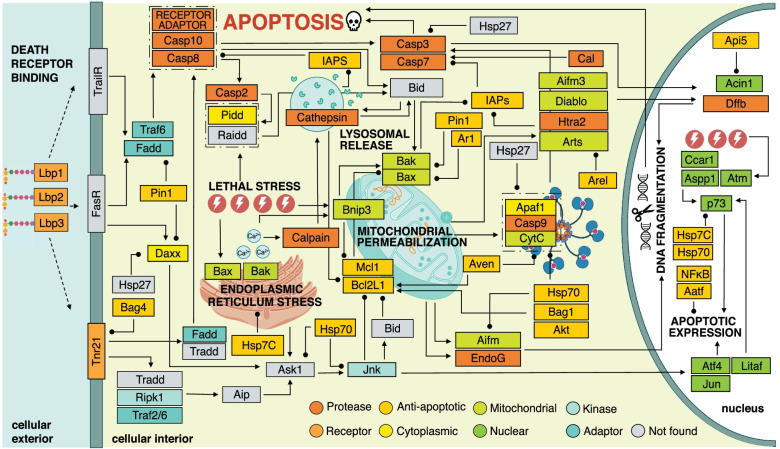 DEATH
RECEPTOR
BINDING
TrailR
FasR
Lbp1
Lbp2
Lbp3
Tnr21
cellular
exterior
APOPTOSIS
RECEPTOR
ADAPTOR
Casp10
Casp8
Traf6
Fadd
Pin1
Daxx
Hsp27
Bag4
Fadd
Tradd
Tradd
Ripk1
Traf2/6
Aip
Casp2
Pidd
Raidd
LETHAL STRESS
IAPS
Cathepsin
LYSOSOMAL
RELEASE
Ca²⁺
Ca²⁺
Ca²⁺
Calpain
Bax
Bak
ENDOPLASMIC
RETICULUM STRESS
Hsp7C
Hsp70
Ask1
Jnk
Bid
Hsp27
Casp3
Casp7
Bid
IAPs
Pin1
Ar1
Bak
Bax
Bnip3
MITOCHONDRIAL
PERMEABILIZATION
Mcl1
Bcl2L1
Aven
Hsp27
Apaf1
Casp9
CytC
Hsp70
Bag1
Akt
Aifm
EndoG
Cal
Aifm3
Diablo
Htra2
Arts
Arel
DNA FRAGMENTATION
Api5
Acin1
Dffb
Ccar1
Aspp1
Atm
p73
Hsp7C
Hsp70
NFκB
Aatf
APOPTOTIC
EXPRESSION
Atf4
Jun
Litaf
nucleus
cellular interior
Protease
Anti-apoptotic
Mitochondrial
Kinase
Receptor
Cytoplasmic
Nuclear
Adaptor
Not found